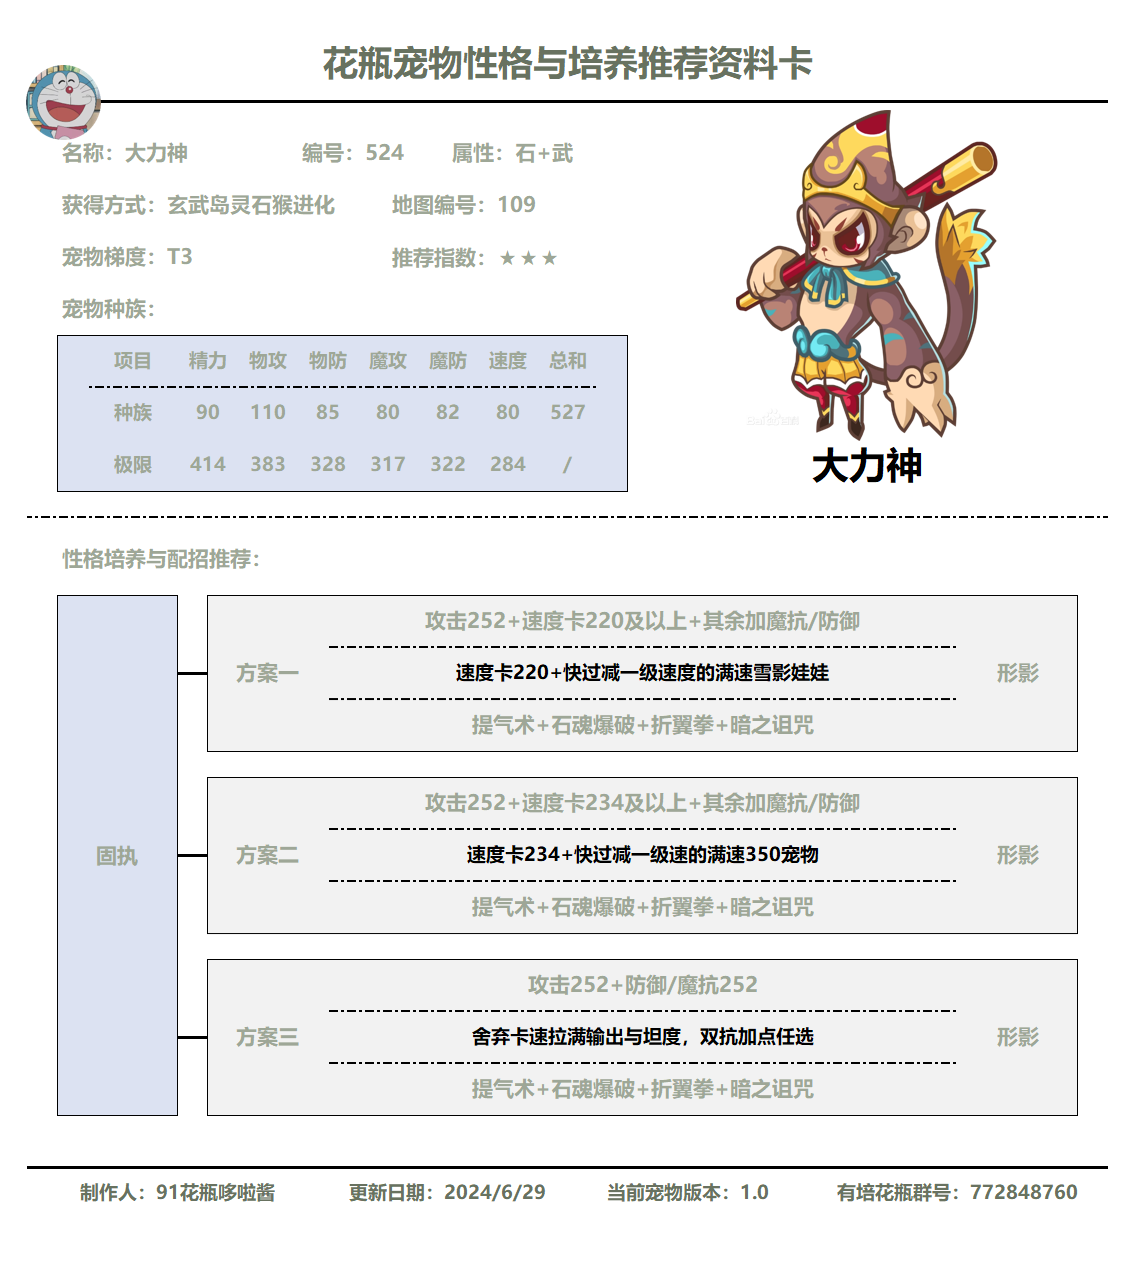 花瓶宠物性格与培养推荐资料卡
名称：大力神 编号：524 属性：石+武
获得方式：玄武岛灵石猴进化 地图编号：109
宠物梯度：T3 推荐指数：★★★
宠物种族：
项目 精力 物攻 物防 魔攻 魔防 速度 总和
种族 90 110 85 80 82 80 527
极限 414 383 328 317 322 284 /
大力神
性格培养与配招推荐：
固执
方案一
攻击252+速度卡220及以上+其余加魔抗/防御
速度卡220+快过减一级速度的满速雪影娃娃
提气术+石魂爆破+折翼拳+暗之诅咒
形影
方案二
攻击252+速度卡234及以上+其余加魔抗/防御
速度卡234+快过减一级速的满速350宠物
提气术+石魂爆破+折翼拳+暗之诅咒
形影
方案三
攻击252+防御/魔抗252
舍弃卡速拉满输出与坦度，双抗加点任选
提气术+石魂爆破+折翼拳+暗之诅咒
形影
制作人：91花瓶哆啦酱 更新日期：2024/6/29 当前宠物版本：1.0 有培花瓶群号：772848760